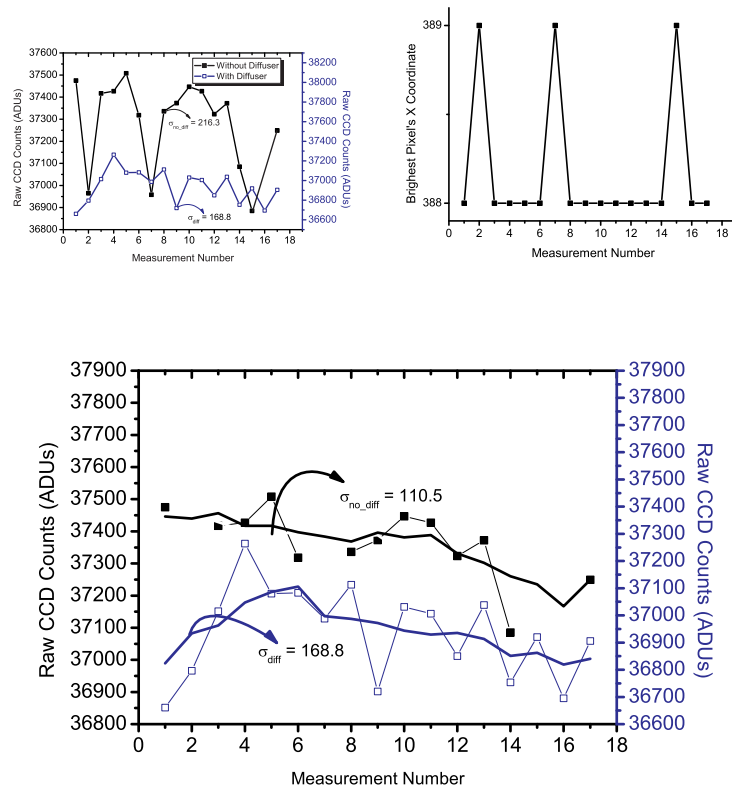 37600
37500
37400
37300
37200
37100
37000
36900
36800
Raw CCD Counts (ADUs)
0 2 4 6 8 10 12 14 16 18
Measurement Number
38200
38000
37800
37600
37400
37200
37000
36800
36600
Raw CCD Counts (ADUs)
Without Diffuser
With Diffuser
σno_diff = 216.3
σdiff = 168.8
389
388
Brighest Pixel's X Coordinate
0 2 4 6 8 10 12 14 16 18
Measurement Number
37900
37800
37700
37600
37500
37400
37300
37200
37100
37000
36900
36800
Raw CCD Counts (ADUs)
37900
37800
37700
37600
37500
37400
37300
37200
37100
37000
36900
36800
36700
36600
Raw CCD Counts (ADUs)
σno_diff = 110.5
σdiff = 168.8
0 2 4 6 8 10 12 14 16 18
Measurement Number